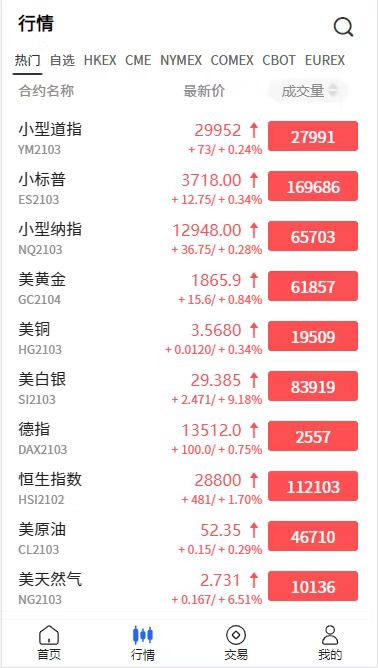 行情
热门 自选 HKEX CME NYMEX COMEX CBOT EUREX
合约名称 最新价 成交量
小型道指 29952 ↑ 27991
YM2103 + 73/ + 0.24%
小标普 3718.00 ↑ 169686
ES2103 + 12.75/ + 0.34%
小型纳指 12948.00 ↑ 65703
NQ2103 + 36.75/ + 0.28%
美黄金 1865.9 ↑ 61857
GC2104 + 15.6/ + 0.84%
美铜 3.5680 ↑ 19509
HG2103 + 0.0120/ + 0.34%
美白银 29.385 ↑ 83919
SI2103 + 2.471/ + 9.18%
德指 13512.0 ↑ 2557
DAX2103 + 100.0/ + 0.75%
恒生指数 28800 ↑ 112103
HSI2102 + 481/ + 1.70%
美原油 52.35 ↑ 46710
CL2103 + 0.15/ + 0.29%
美天然气 2.731 ↑ 10136
NG2103 + 0.167/ + 6.51%
首页 行情 交易 我的